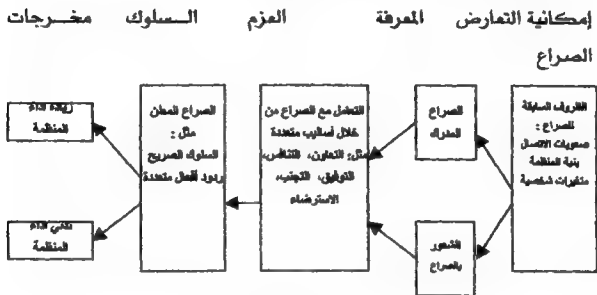 إمكانية التعارض المعرفة العزم السلوك مخرجات
الصراع
الظروف السابقة
للصراع :
صعوبات الاتصال
بنية المنظمة
متغيرات شخصية
الصراع
المدرك
الشعور
بالصراع
التعامل مع الصراع من
خلال أساليب متعددة
مثل: التعاون، التنافس،
التوفيق، التجنب،
الاسترضاء
الصراع المعلن
مثل :
السلوك الصريح
ردود أفعال متعددة
زيادة أداء
المنظمة
تدني أداء
المنظمة